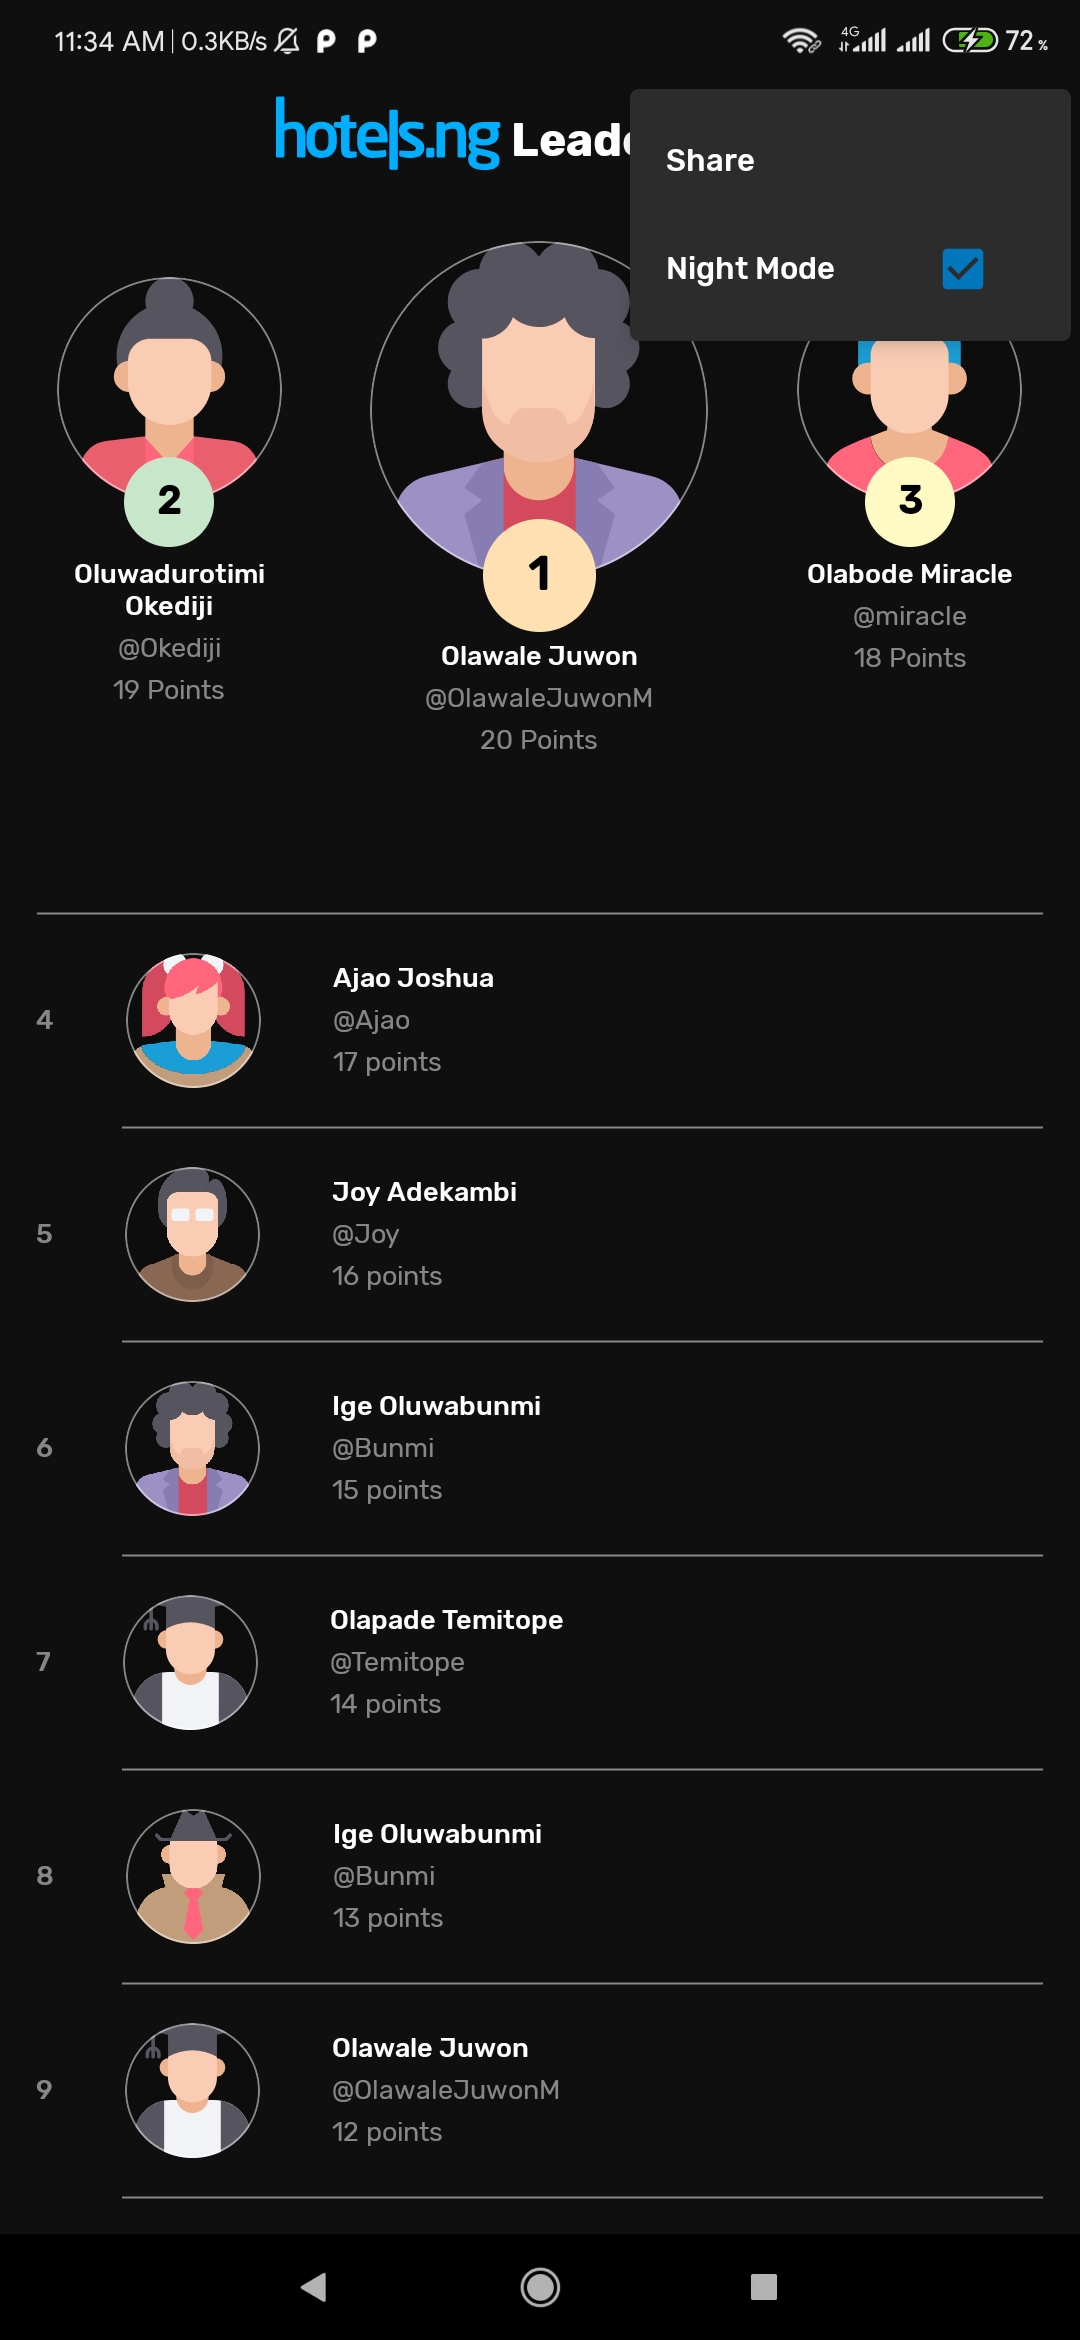 11:34 AM | 0.3KB/s
4G
72 %
hotels.ng
Share
Night Mode
2
1
3
Oluwadurotimi
Okediji
@Okediji
19 Points
Olawale Juwon
@OlawaleJuwonM
20 Points
Olabode Miracle
@miracle
18 Points
4
Ajao Joshua
@Ajao
17 points
5
Joy Adekambi
@Joy
16 points
6
Ige Oluwabunmi
@Bunmi
15 points
7
Olapade Temitope
@Temitope
14 points
8
Ige Oluwabunmi
@Bunmi
13 points
9
Olawale Juwon
@OlawaleJuwonM
12 points